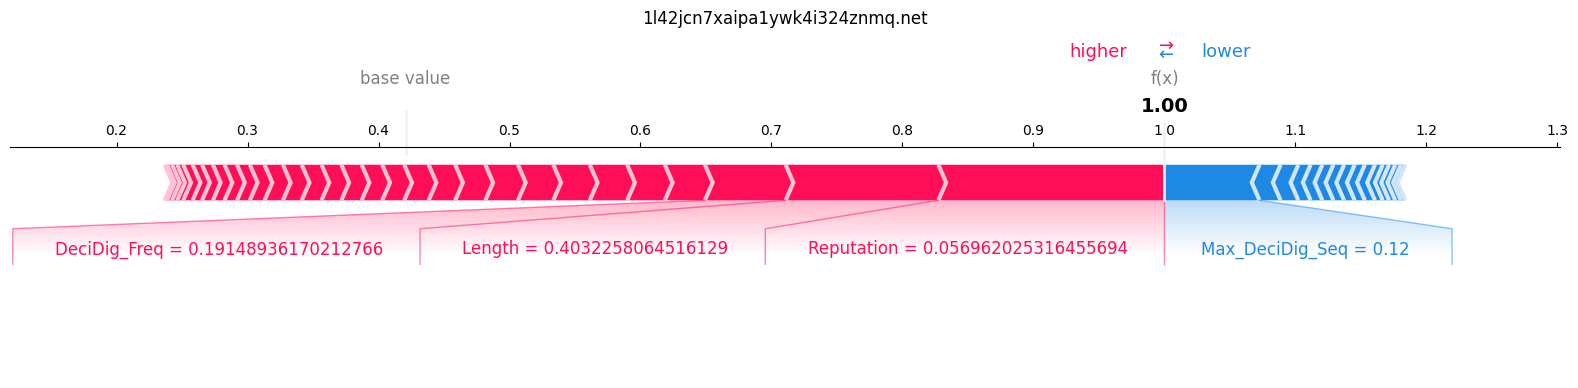 1l42jcn7xaipa1ywk4i324znmq.net
higher → ← lower
base value f(x)
1.00
0.2 0.3 0.4 0.5 0.6 0.7 0.8 0.9 1.0 1.1 1.2 1.3
DeciDig_Freq = 0.19148936170212766 Length = 0.4032258064516129 Reputation = 0.056962025316455694 Max_DeciDig_Seq = 0.12